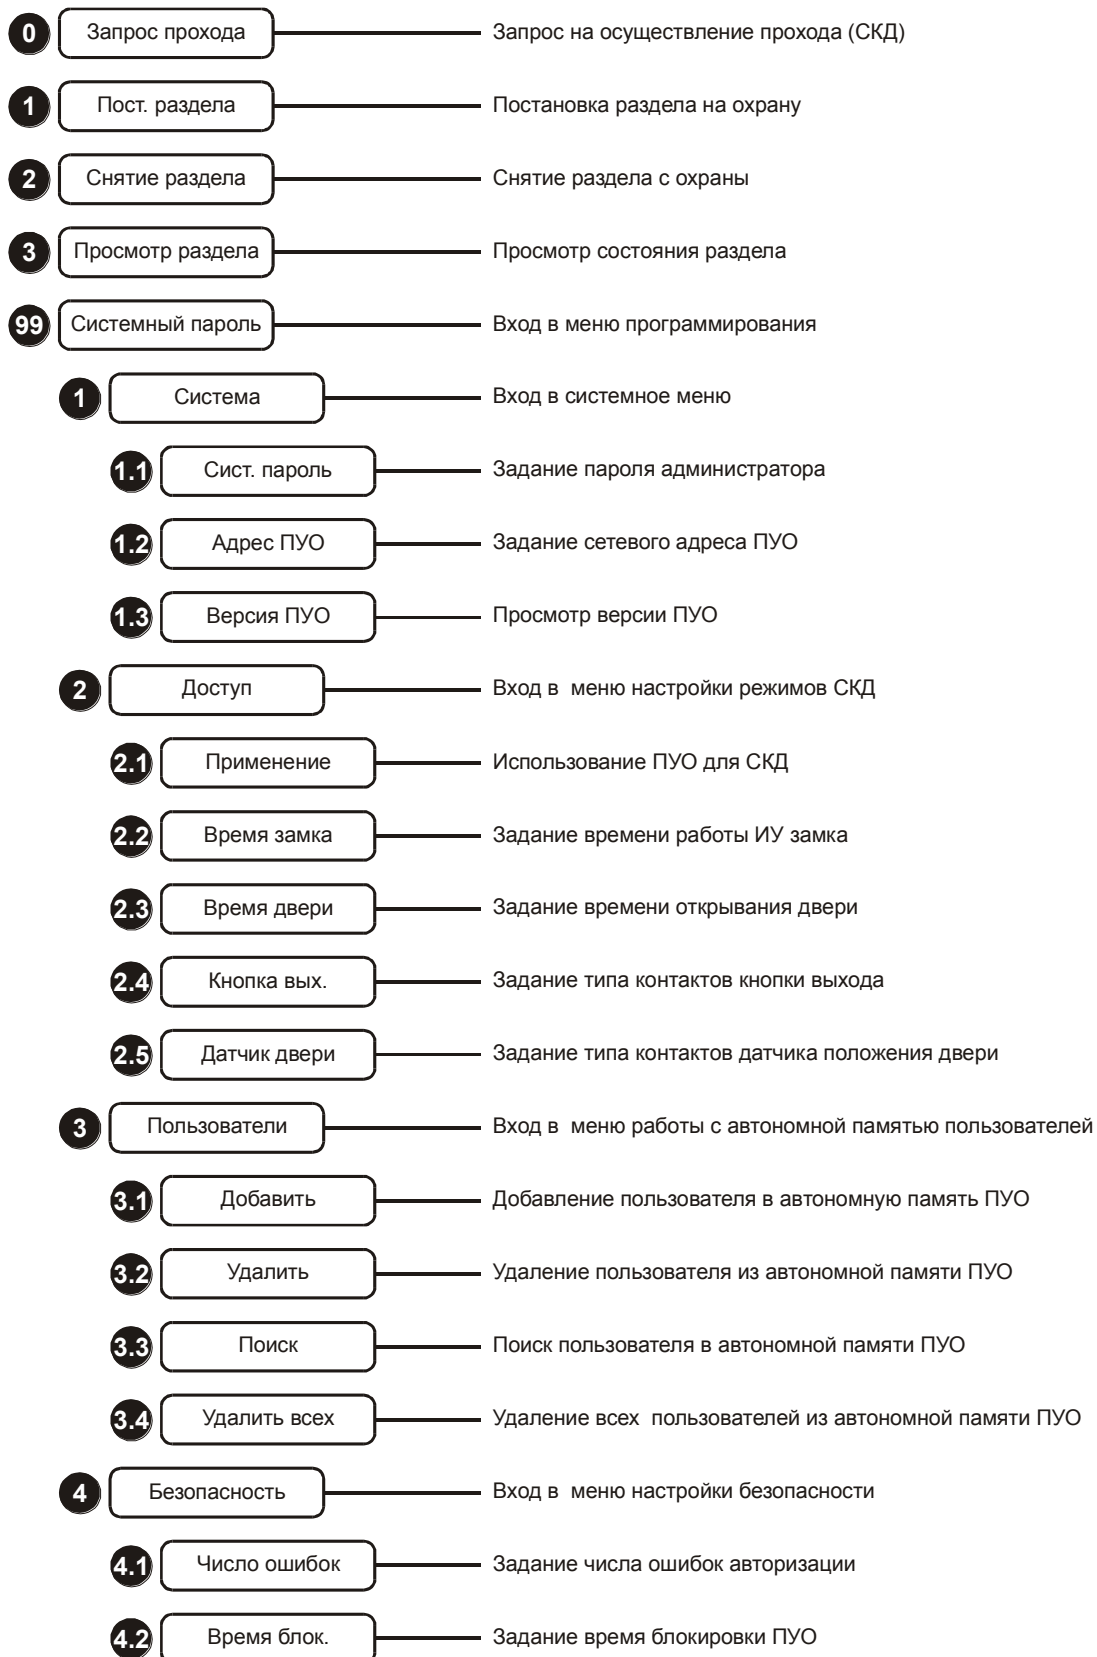 0 Запрос прохода Запрос на осуществление прохода (СКД)
1 Пост. раздела Постановка раздела на охрану
2 Снятие раздела Снятие раздела с охраны
3 Просмотр раздела Просмотр состояния раздела
99 Системный пароль Вход в меню программирования
1 Система Вход в системное меню
1.1 Сист. пароль Задание пароля администратора
1.2 Адрес ПУО Задание сетевого адреса ПУО
1.3 Версия ПУО Просмотр версии ПУО
2 Доступ Вход в меню настройки режимов СКД
2.1 Применение Использование ПУО для СКД
2.2 Время замка Задание времени работы ИУ замка
2.3 Время двери Задание времени открывания двери
2.4 Кнопка вых. Задание типа контактов кнопки выхода
2.5 Датчик двери Задание типа контактов датчика положения двери
3 Пользователи Вход в меню работы с автономной памятью пользователей
3.1 Добавить Добавление пользователя в автономную память ПУО
3.2 Удалить Удаление пользователя из автономной памяти ПУО
3.3 Поиск Поиск пользователя в автономной памяти ПУО
3.4 Удалить всех Удаление всех пользователей из автономной памяти ПУО
4 Безопасность Вход в меню настройки безопасности
4.1 Число ошибок Задание числа ошибок авторизации
4.2 Время блок. Задание время блокировки ПУО